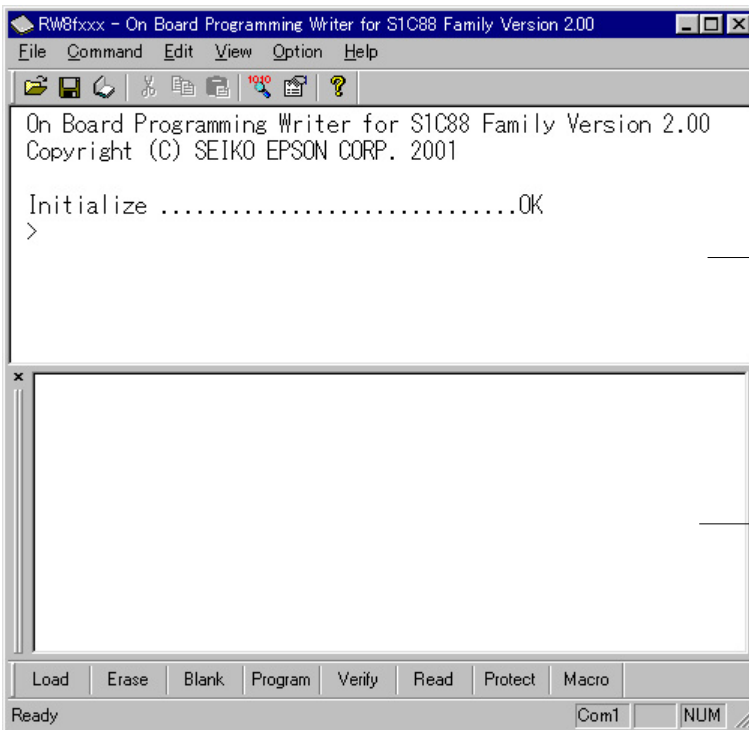 RW8fxxx - On Board Programming Writer for S1C88 Family Version 2.00
File Command Edit View Option Help
1010
On Board Programming Writer for S1C88 Family Version 2.00
Copyright (C) SEIKO EPSON CORP. 2001
Initialize ..............................OK
>
Load Erase Blank Program Verify Read Protect Macro
Ready Com1 NUM